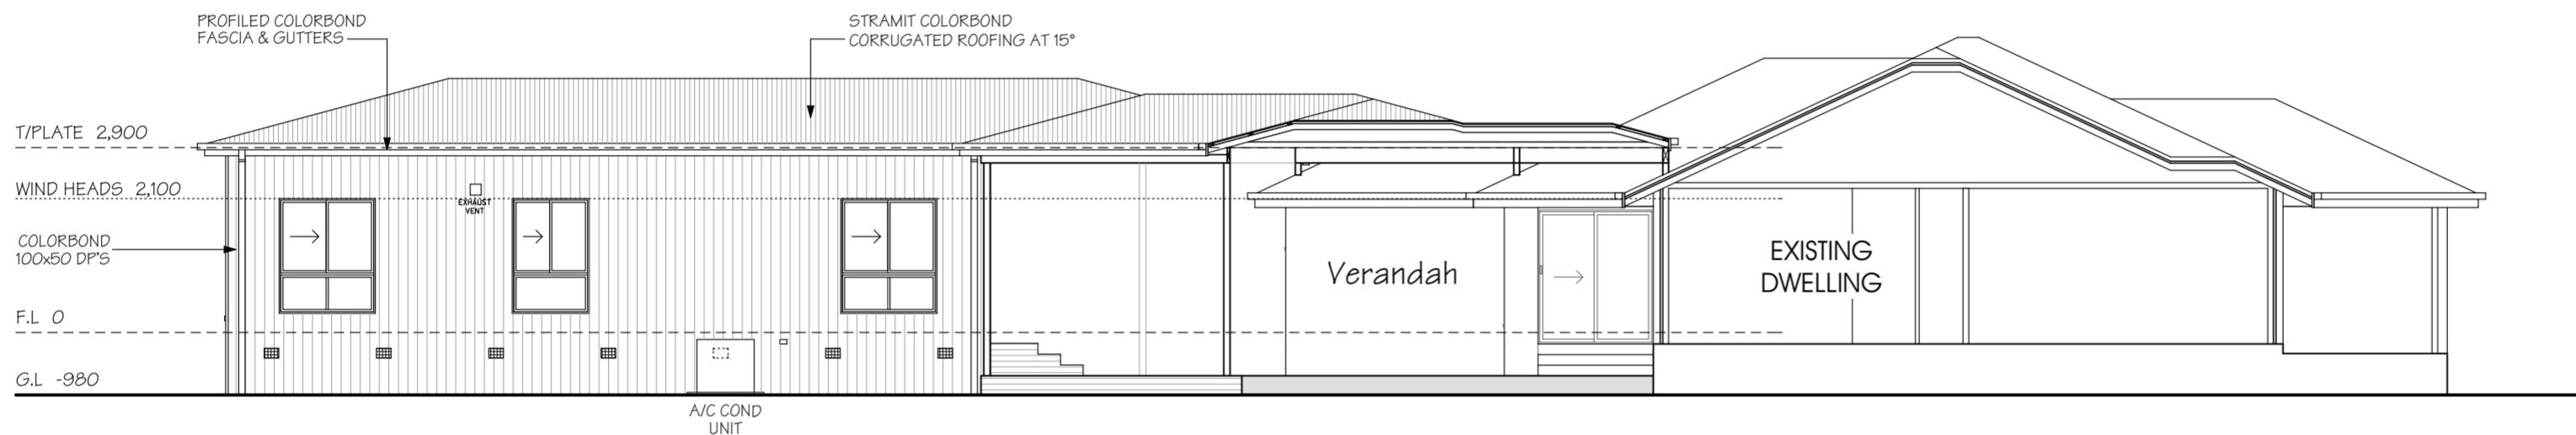 PROFILED COLORBOND
FASCIA & GUTTERS
STRAMIT COLORBOND
CORRUGATED ROOFING AT 15°
T/PLATE 2,900
WIND HEADS 2,100
EXHAUST
VENT
COLORBOND
100x50 DP'S
EXISTING
DWELLING
Verandah
F.L 0
G.L -980
A/C COND
UNIT